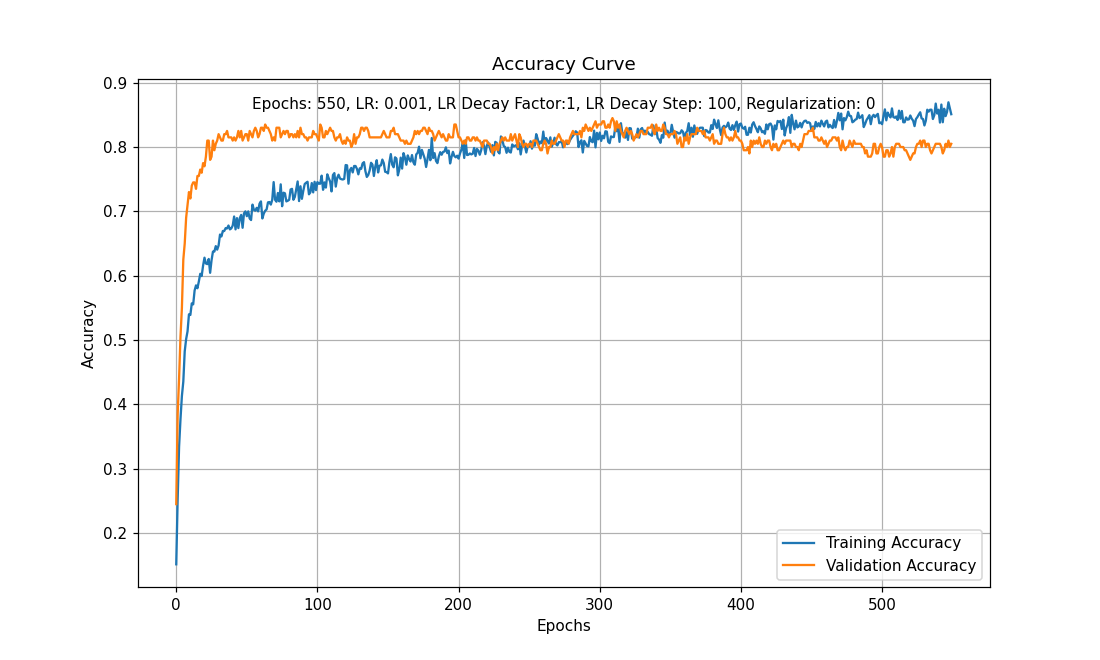 Accuracy Curve
Epochs: 550, LR: 0.001, LR Decay Factor:1, LR Decay Step: 100, Regularization: 0
0.9
0.8
0.7
0.6
0.5
0.4
0.3
0.2
Accuracy
Training Accuracy
Validation Accuracy
0 100 200 300 400 500
Epochs